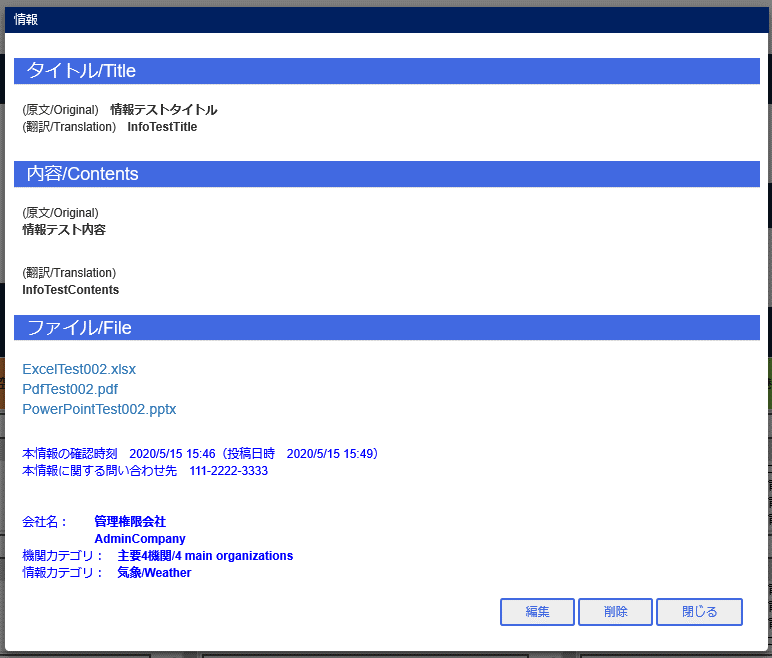 情報
タイトル/Title
(原文/Original) 情報テストタイトル
(翻訳/Translation) InfoTestTitle
内容/Contents
(原文/Original)
情報テスト内容
(翻訳/Translation)
InfoTestContents
ファイル/File
ExcelTest002.xlsx
PdfTest002.pdf
PowerPointTest002.pptx
本情報の確認時刻 2020/5/15 15:46（投稿日時 2020/5/15 15:49）
本情報に関する問い合わせ先 111-2222-3333
会社名： 管理権限会社
AdminCompany
機関カテゴリ： 主要4機関/4 main organizations
情報カテゴリ： 気象/Weather
編集 削除 閉じる